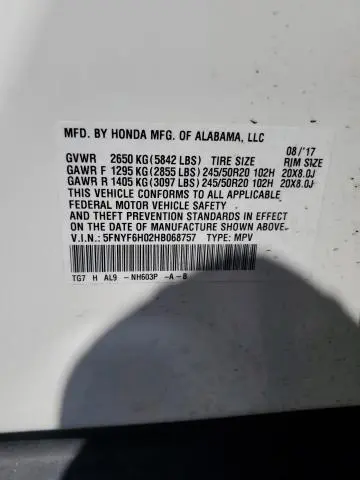 MFD. BY HONDA MFG. OF ALABAMA, LLC
08/'17
GVWR 2650 KG(5842 LBS) TIRE SIZE RIM SIZE
GAWR F 1295 KG (2855 LBS) 245/50R20 102H 20X8.0J
GAWR R 1405 KG (3097 LBS) 245/50R20 102H 20X8.0J
THIS VEHICLE CONFORMS TO ALL APPLICABLE
FEDERAL MOTOR VEHICLE SAFETY
AND THEFT PREVENTION STANDARDS IN EFFECT
ON THE DATE OF MANUFACTURE SHOWN ABOVE.
V.I.N.: 5FNYF6H02HB068757 TYPE: MPV
TG7 H AL9 - NH603P -A-B